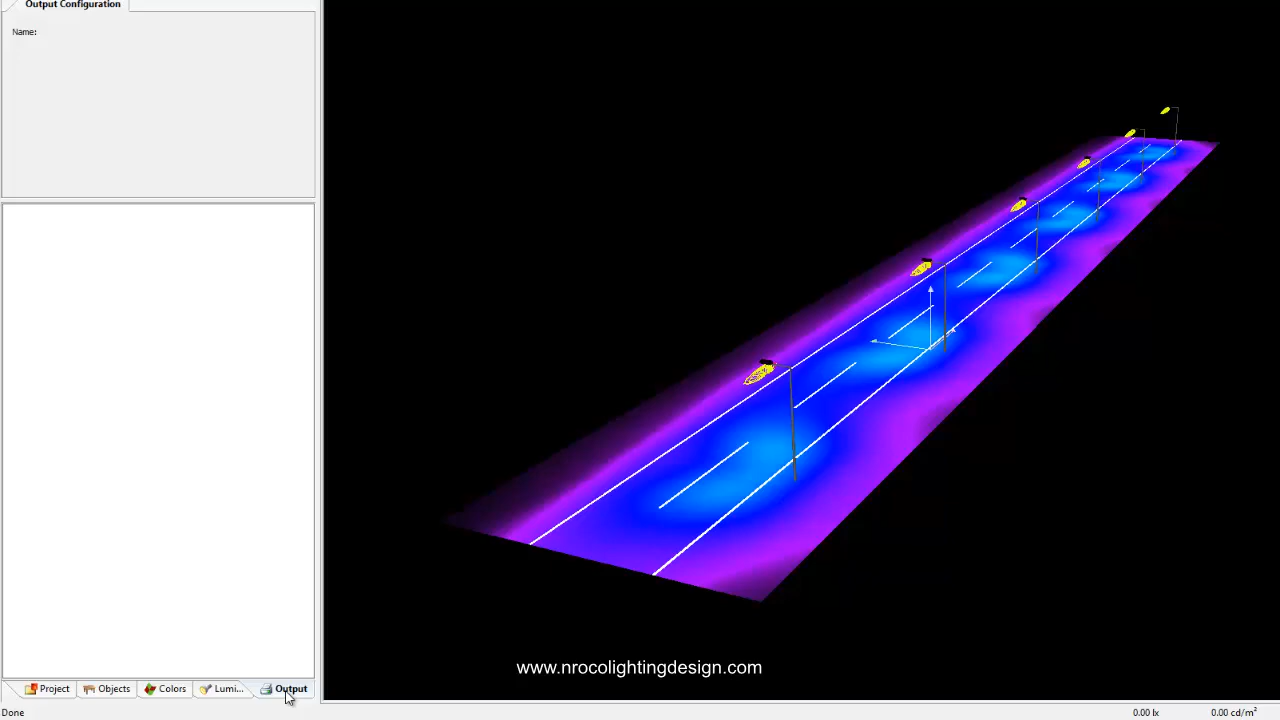 Output Configuration
Name:
www.nrocolightingdesign.com
Project
Objects
Colors
Lumi...
Output
Done
0.00 lx
0.00 cd/m²